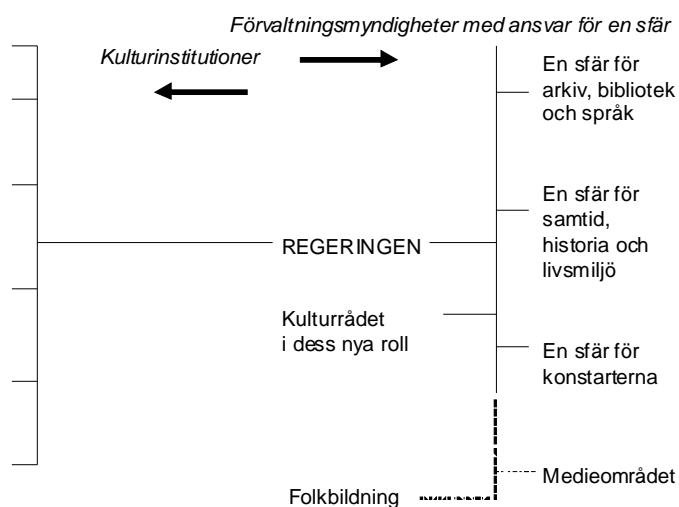 Förvaltningsmyndigheter med ansvar för en sfär
Kulturinstitutioner
En sfär för
arkiv, bibliotek
och språk
En sfär för
samtid,
historia och
livsmiljö
REGERINGEN
Kulturrådet
i dess nya roll
En sfär för
konstarterna
Medieområdet
Folkbildning